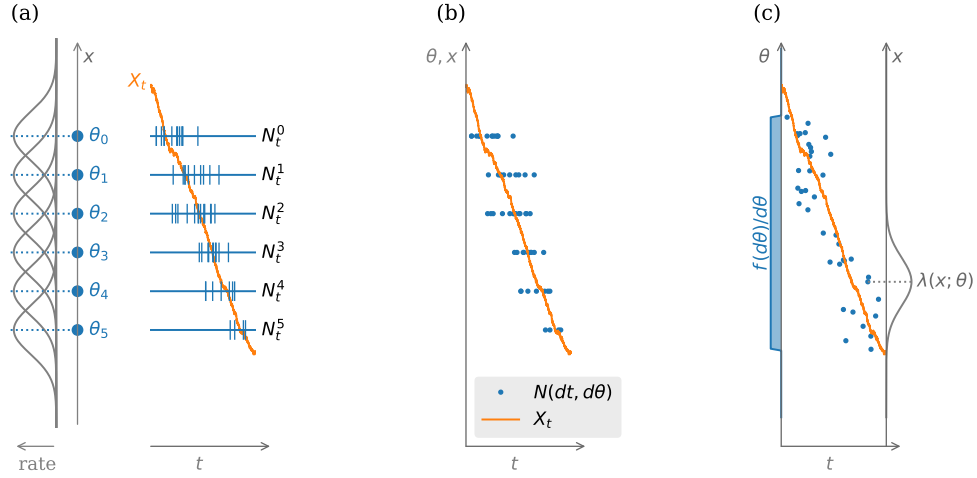 (a)
x
X_t
θ_0
N_t^0
θ_1
N_t^1
θ_2
N_t^2
θ_3
N_t^3
θ_4
N_t^4
θ_5
N_t^5
rate
t
(b)
θ, x
N(dt, dθ)
X_t
t
(c)
θ
x
f(dθ)/dθ
λ(x; θ)
t